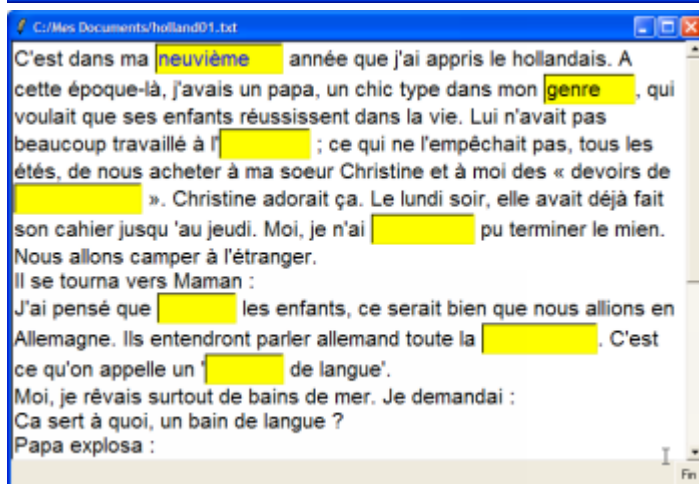 C:/Mes Documents/holland01.txt
C'est dans ma neuvième année que j'ai appris le hollandais. A
cette époque-là, j'avais un papa, un chic type dans mon genre , qui
voulait que ses enfants réussissent dans la vie. Lui n'avait pas
beaucoup travaillé à l' ; ce qui ne l'empêchait pas, tous les
étés, de nous acheter à ma soeur Christine et à moi des « devoirs de
». Christine adorait ça. Le lundi soir, elle avait déjà fait
son cahier jusqu 'au jeudi. Moi, je n'ai pu terminer le mien.
Nous allons camper à l'étranger.
Il se tourna vers Maman :
J'ai pensé que les enfants, ce serait bien que nous allions en
Allemagne. Ils entendront parler allemand toute la . C'est
ce qu'on appelle un ' de langue'.
Moi, je rêvais surtout de bains de mer. Je demandai :
Ca sert à quoi, un bain de langue ?
Papa explosa :
Fin